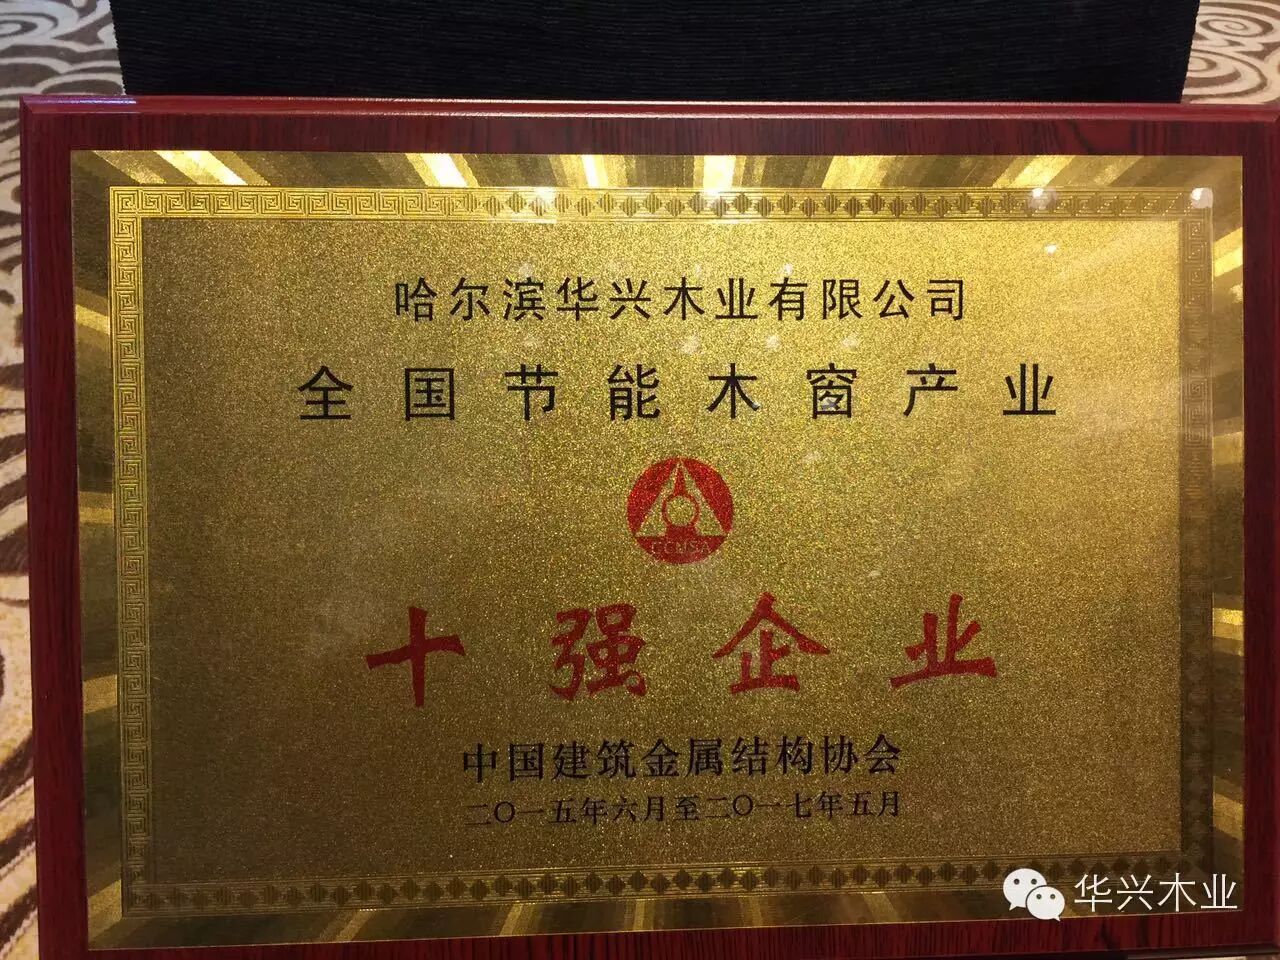 哈尔滨华兴木业有限公司
全国节能木窗产业
CCMSA
十强企业
中国建筑金属结构协会
二〇一五年六月至二〇一七年五月
华兴木业